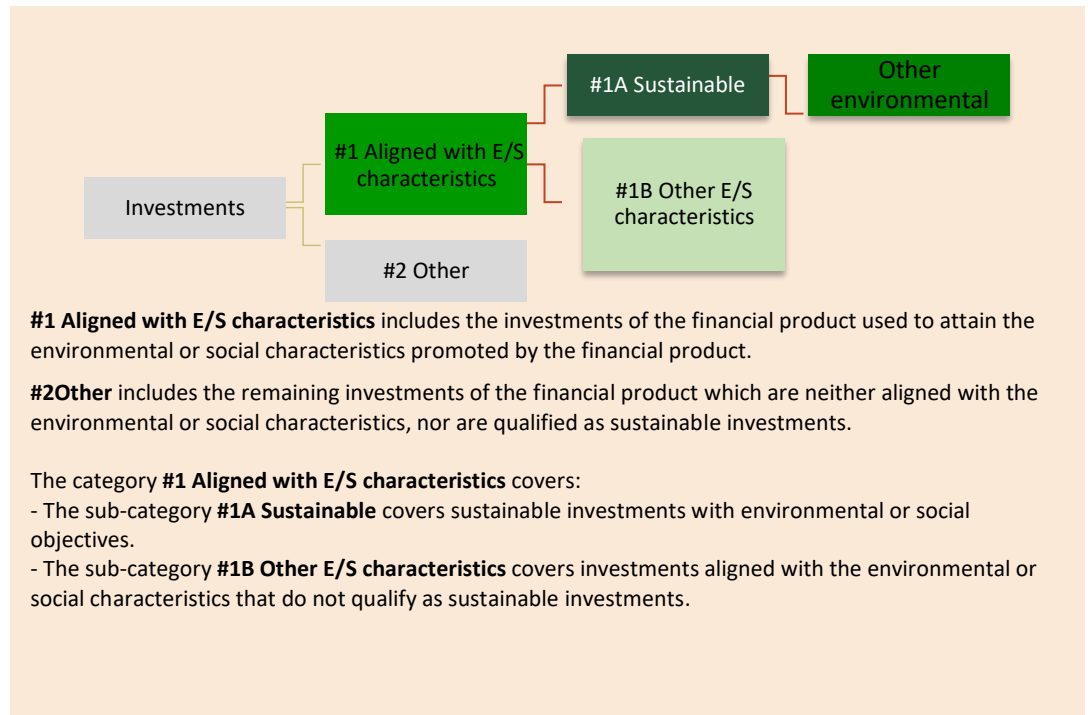 #1A Sustainable
Other
environmental
#1 Aligned with E/S
characteristics
#1B Other E/S
characteristics
Investments
#2 Other
#1 Aligned with E/S characteristics includes the investments of the financial product used to attain the
environmental or social characteristics promoted by the financial product.
#2Other includes the remaining investments of the financial product which are neither aligned with the
environmental or social characteristics, nor are qualified as sustainable investments.
The category #1 Aligned with E/S characteristics covers:
- The sub-category #1A Sustainable covers sustainable investments with environmental or social
objectives.
- The sub-category #1B Other E/S characteristics covers investments aligned with the environmental or
social characteristics that do not qualify as sustainable investments.